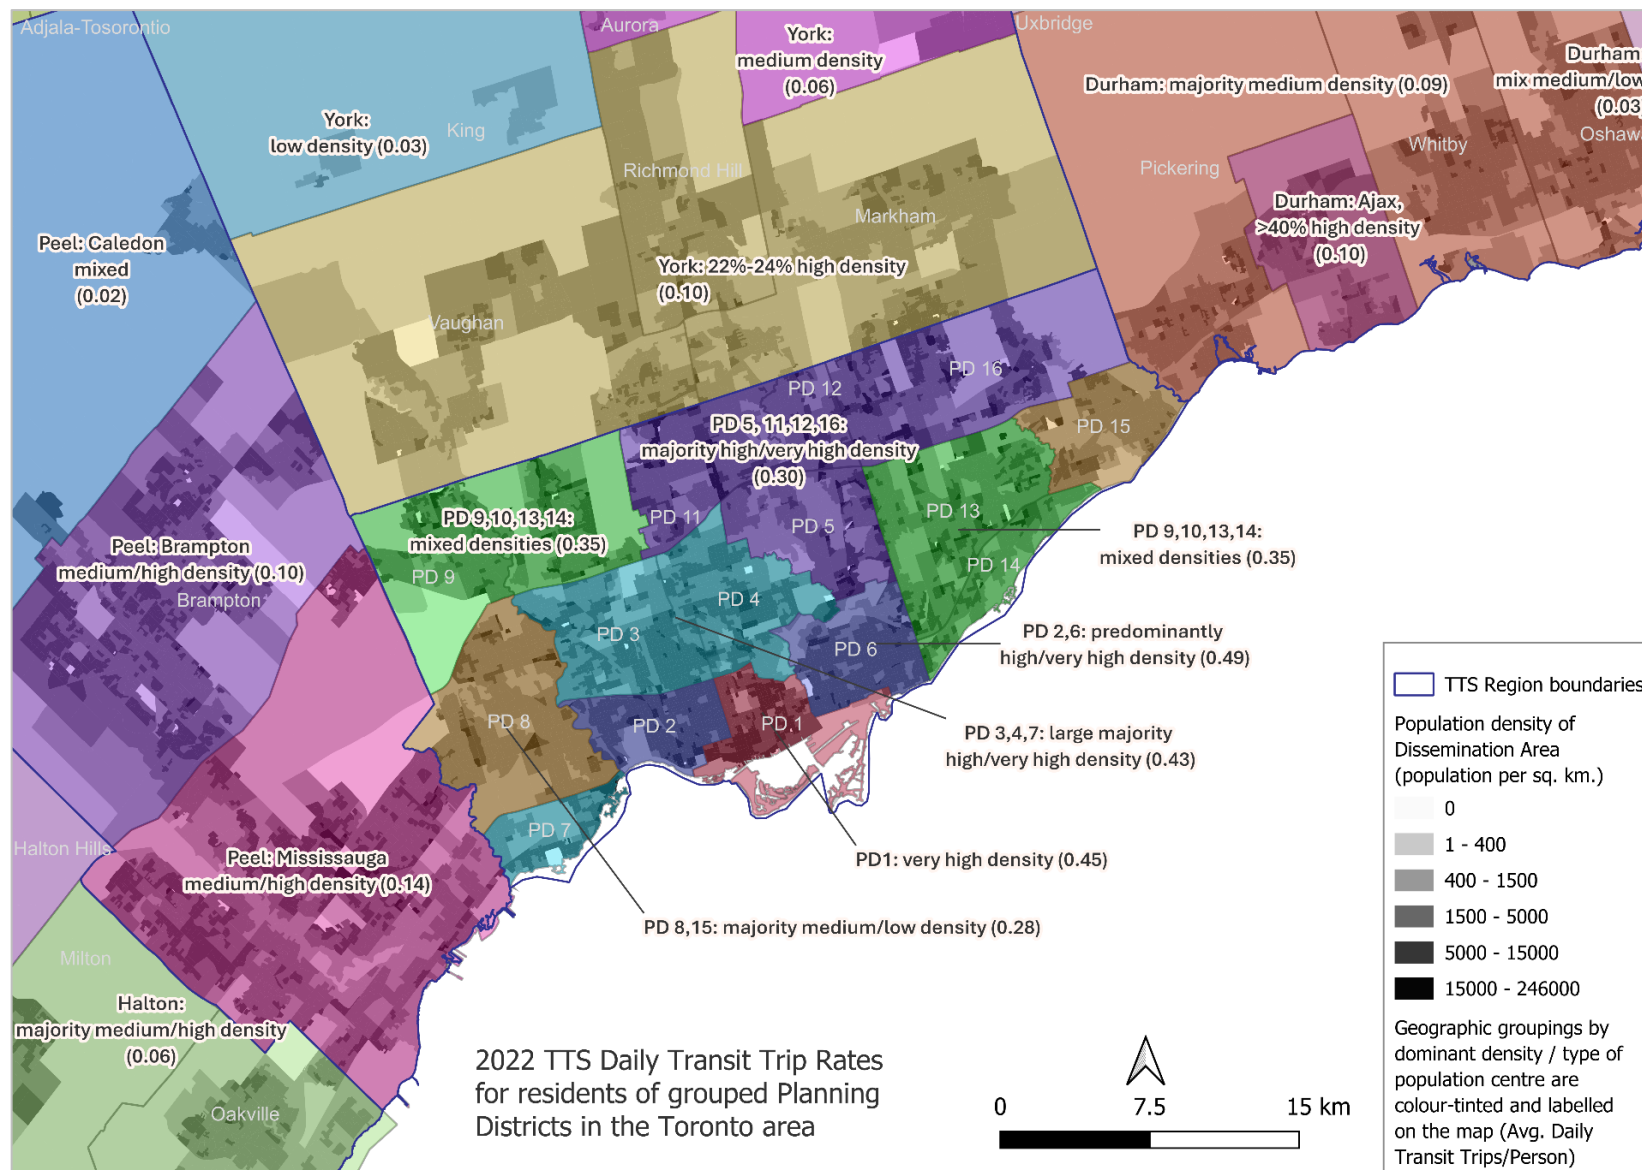 Adjala-Tosorontio
Aurora
Uxbridge
York:
medium density
(0.06)
Durham: majority medium density (0.09)
Durham:
mix medium/low
(0.03)
York:
low density (0.03)
King
Richmond Hill
Pickering
Whitby
Oshaw
Markham
Durham: Ajax,
>40% high density
(0.10)
Peel: Caledon
mixed
(0.02)
York: 22%-24% high density
(0.10)
Vaughan
PD 12
PD 16
PD 5, 11,12,16:
majority high/very high density
(0.30)
PD 15
PD 11
PD 5
PD 13
PD 9,10,13,14:
mixed densities (0.35)
PD 9
PD 14
PD 9,10,13,14:
mixed densities (0.35)
Peel: Brampton
medium/high density (0.10)
Brampton
PD 4
PD 3
PD 6
PD 2,6: predominantly
high/very high density (0.49)
PD 8
PD 2
PD 1
PD 3,4,7: large majority
high/very high density (0.43)
PD 7
PD1: very high density (0.45)
Halton Hills
Peel: Mississauga
medium/high density (0.14)
PD 8,15: majority medium/low density (0.28)
Milton
Halton:
majority medium/high density
(0.06)
Oakville
2022 TTS Daily Transit Trip Rates
for residents of grouped Planning
Districts in the Toronto area
0 7.5 15 km
TTS Region boundaries
Population density of
Dissemination Area
(population per sq. km.)
0
1 - 400
400 - 1500
1500 - 5000
5000 - 15000
15000 - 246000
Geographic groupings by
dominant density / type of
population centre are
colour-tinted and labelled
on the map (Avg. Daily
Transit Trips/Person)